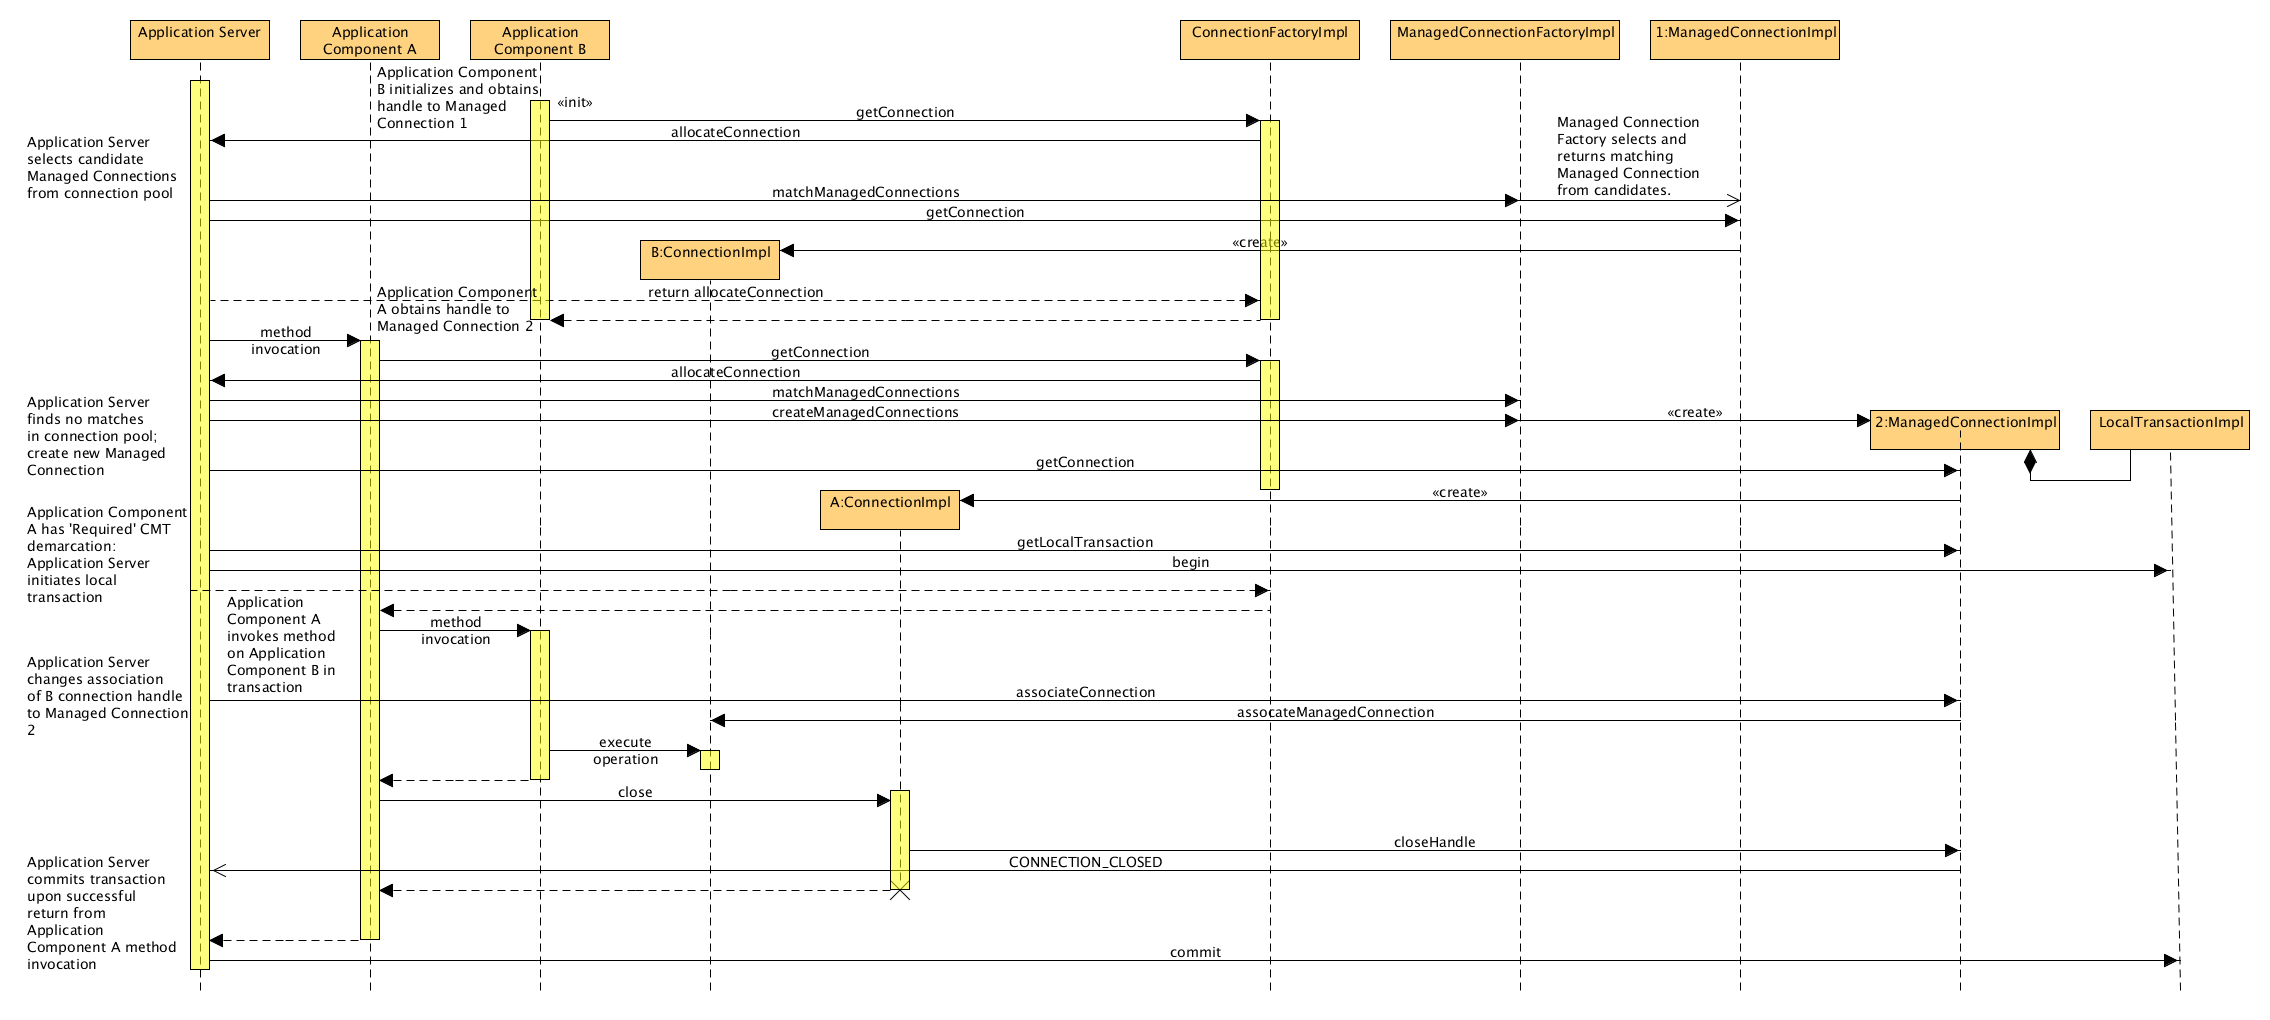 Application Server
Application
Component A
Application
Component B
ConnectionFactoryImpl
ManagedConnectionFactoryImpl
1:ManagedConnectionImpl
Application Component
B initializes and obtains
handle to Managed
Connection 1
«init»
getConnection
allocateConnection
Application Server
selects candidate
Managed Connections
from connection pool
Managed Connection
Factory selects and
returns matching
Managed Connection
from candidates.
matchManagedConnections
getConnection
«create»
B:ConnectionImpl
Application Component
A obtains handle to
Managed Connection 2
return allocateConnection
method
invocation
getConnection
allocateConnection
matchManagedConnections
createManagedConnections
«create»
Application Server
finds no matches
in connection pool;
create new Managed
Connection
2:ManagedConnectionImpl
LocalTransactionImpl
getConnection
A:ConnectionImpl
«create»
Application Component
A has 'Required' CMT
demarcation:
Application Server
initiates local
transaction
getLocalTransaction
begin
Application
Component A
invokes method
on Application
Component B in
transaction
method
invocation
Application Server
changes association
of B connection handle
to Managed Connection
2
associateConnection
assocateManagedConnection
execute
operation
close
closeHandle
CONNECTION_CLOSED
Application Server
commits transaction
upon successful
return from
Application
Component A method
invocation
commit